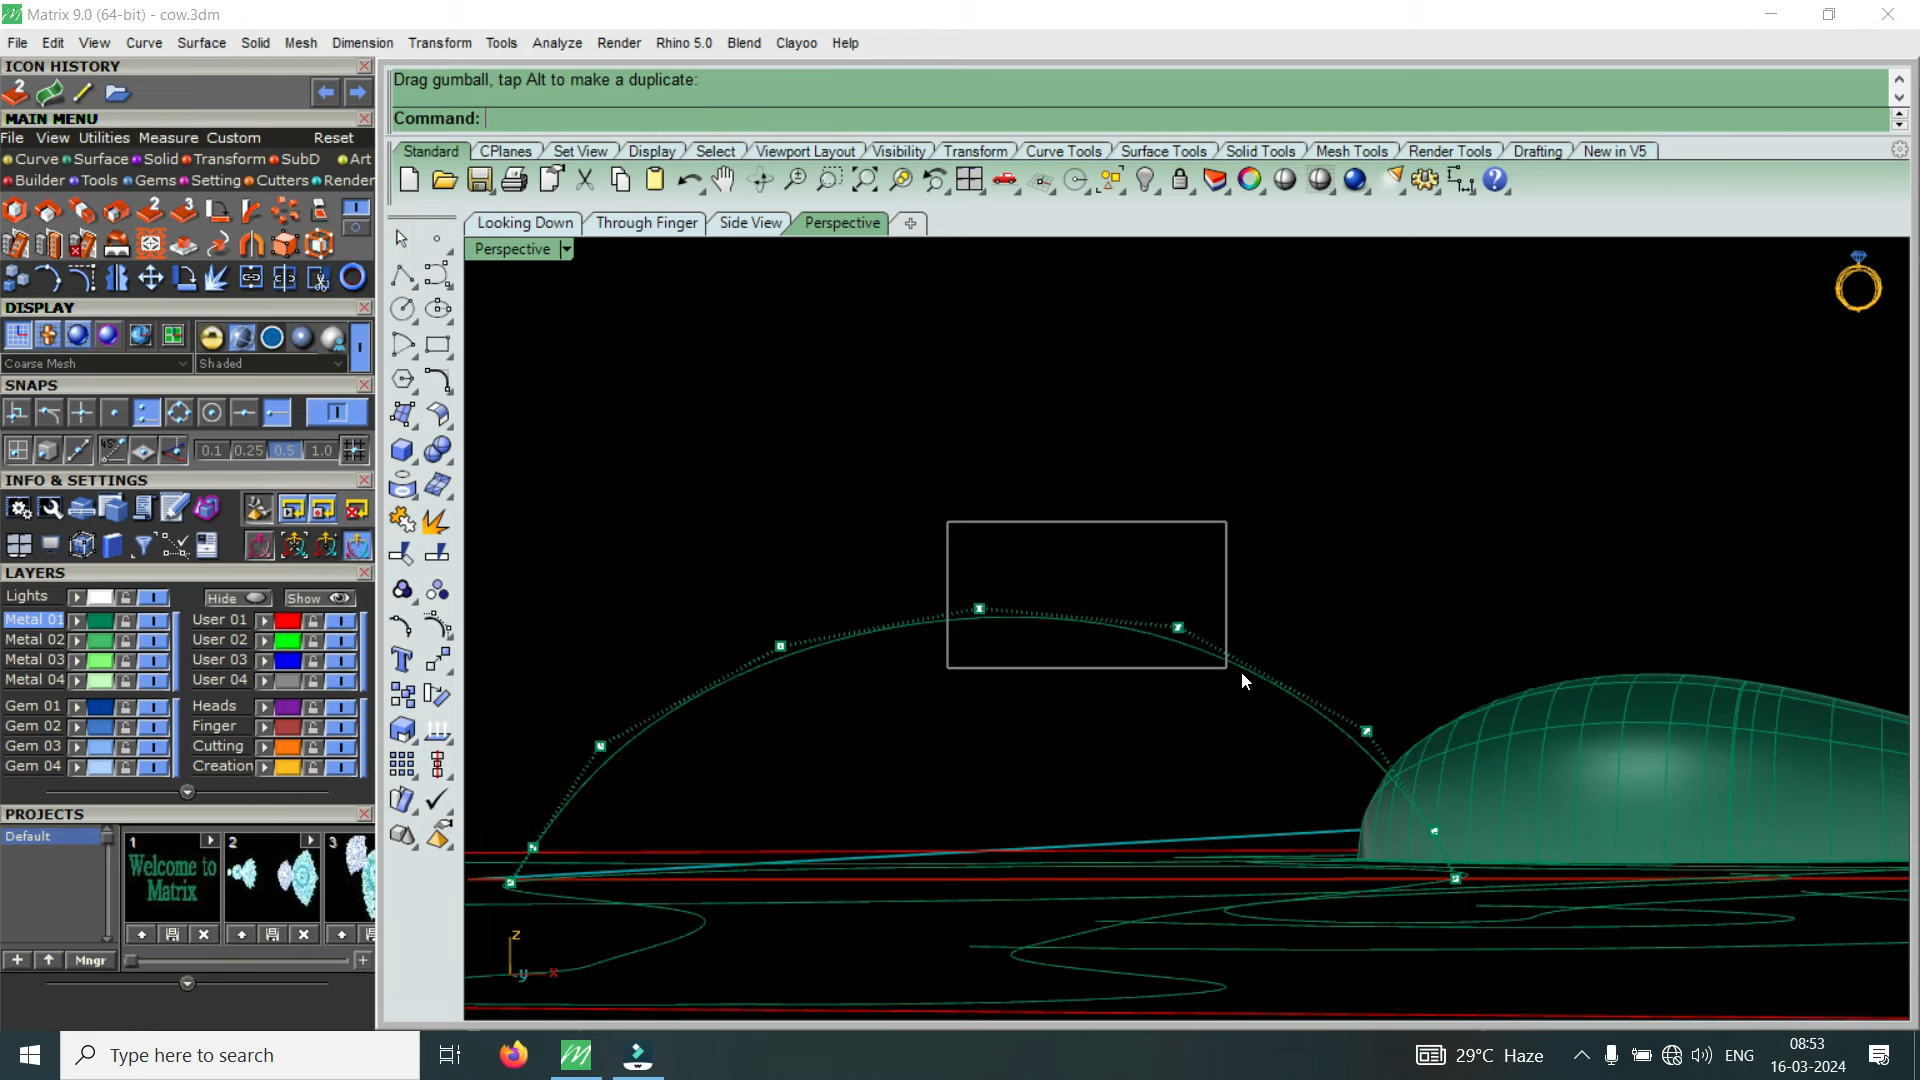 Matrix 9.0 (64-bit) - cow.3dm
File Edit View Curve Surface Solid Mesh Dimension Transform Tools Analyze Render Rhino 5.0 Blend Clayoo Help
ICON HISTORY
Drag gumball, tap Alt to make a duplicate:
Command:
MAIN MENU
File View Utilities Measure Custom Reset
Curve Surface Solid Transform SubD Art
Builder Tools Gems Setting Cutters Render
Standard CPlanes Set View Display Select Viewport Layout Visibility Transform Curve Tools Surface Tools Solid Tools Mesh Tools Render Tools Drafting New in V5
Looking Down Through Finger Side View Perspective
Perspective
DISPLAY
Coarse Mesh Shaded
SNAPS
0.1 0.25 0.5 1.0
INFO & SETTINGS
LAYERS
Lights Hide Show
Metal 01 User 01
Metal 02 User 02
Metal 03 User 03
Metal 04 User 04
Gem 01 Heads
Gem 02 Finger
Gem 03 Cutting
Gem 04 Creation
PROJECTS
Default
1 2 3
Welcome to
Matrix
Mngr
z
y x
Type here to search
29°C Haze
ENG
08:53
16-03-2024